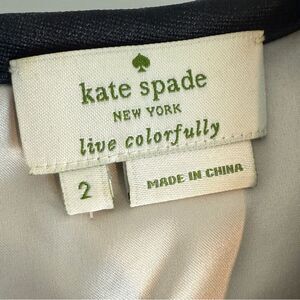 kate spade
NEW YORK
live colorfully
2
MADE IN CHINA